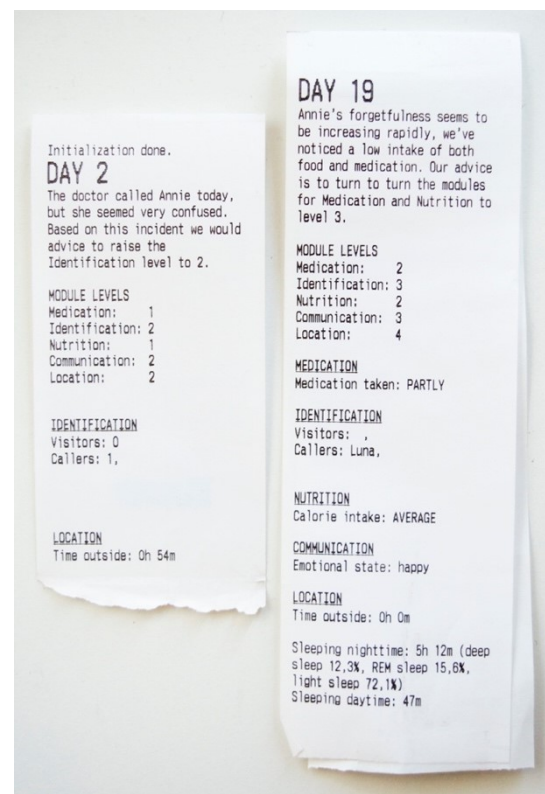 Initialization done.
DAY 2
The doctor called Annie today,
but she seemed very confused.
Based on this incident we would
advice to raise the
Identification level to 2.
MODULE LEVELS
Medication: 1
Identification: 2
Nutrition: 1
Communication: 2
Location: 2
IDENTIFICATION
Visitors: 0
Callers: 1,
LOCATION
Time outside: 0h 54m
DAY 19
Annie's forgetfulness seems to
be increasing rapidly, we've
noticed a low intake of both
food and medication. Our advice
is to turn to turn the modules
for Medication and Nutrition to
level 3.
MODULE LEVELS
Medication: 2
Identification: 3
Nutrition: 2
Communication: 3
Location: 4
MEDICATION
Medication taken: PARTLY
IDENTIFICATION
Visitors: ,
Callers: Luna,
NUTRITION
Calorie intake: AVERAGE
COMMUNICATION
Emotional state: happy
LOCATION
Time outside: 0h 0m
Sleeping nighttime: 5h 12m (deep
sleep 12,3%, REM sleep 15,6%,
light sleep 72,1%)
Sleeping daytime: 47m